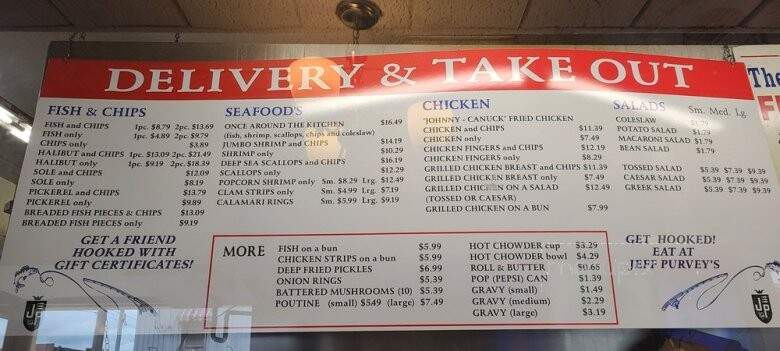 DELIVERY & TAKE OUT
FISH & CHIPS
FISH and CHIPS 1pc. $8.79 2pc. $13.69
FISH only 1pc. $4.89 2pc. $9.79
CHIPS only $3.89
HALIBUT and CHIPS 1pc. $13.09 2pc. $21.49
HALIBUT only 1pc. $9.19 2pc. $18.39
SOLE and CHIPS $12.09
SOLE only $8.19
PICKEREL and CHIPS $13.79
PICKEREL only $9.89
BREADED FISH PIECES & CHIPS $13.09
BREADED FISH PIECES only $9.19
SEAFOOD'S
ONCE AROUND THE KITCHEN $16.49
(fish, shrimp, scallops, chips and coleslaw)
JUMBO SHRIMP and CHIPS $14.19
SHRIMP only $10.29
DEEP SEA SCALLOPS and CHIPS $16.19
SCALLOPS only $12.29
POPCORN SHRIMP only Sm. $8.29 Lrg. $12.49
CLAM STRIPS only Sm. $4.99 Lrg. $7.19
CALAMARI RINGS Sm. $5.99 Lrg. $9.19
CHICKEN
'JOHNNY - CANUCK' FRIED CHICKEN
CHICKEN and CHIPS $11.39
CHICKEN only $7.49
CHICKEN FINGERS and CHIPS $12.19
CHICKEN FINGERS only $8.29
GRILLED CHICKEN BREAST and CHIPS $11.39
GRILLED CHICKEN BREAST only $7.49
GRILLED CHICKEN ON A SALAD $12.49
(TOSSED OR CAESAR)
GRILLED CHICKEN ON A BUN $7.99
SALADS Sm. Med. Lg.
COLESLAW $1.79
POTATO SALAD $1.79
MACARONI SALAD $1.79
BEAN SALAD $1.79
TOSSED SALAD $5.39 $7.39 $9.39
CAESAR SALAD $5.39 $7.39 $9.39
GREEK SALAD $5.39 $7.39 $9.39
GET A FRIEND
HOOKED WITH
GIFT CERTIFICATES!
MORE
FISH on a bun $5.99
CHICKEN STRIPS on a bun $5.99
DEEP FRIED PICKLES $6.99
ONION RINGS $5.39
BATTERED MUSHROOMS (10) $5.39
POUTINE (small) $5.49 (large) $7.49
HOT CHOWDER cup $3.29
HOT CHOWDER bowl $4.29
ROLL & BUTTER $0.65
POP (PEPSI) CAN $1.39
GRAVY (small) $1.49
GRAVY (medium) $2.29
GRAVY (large) $3.19
GET HOOKED!
EAT AT
JEFF PURVEY'S